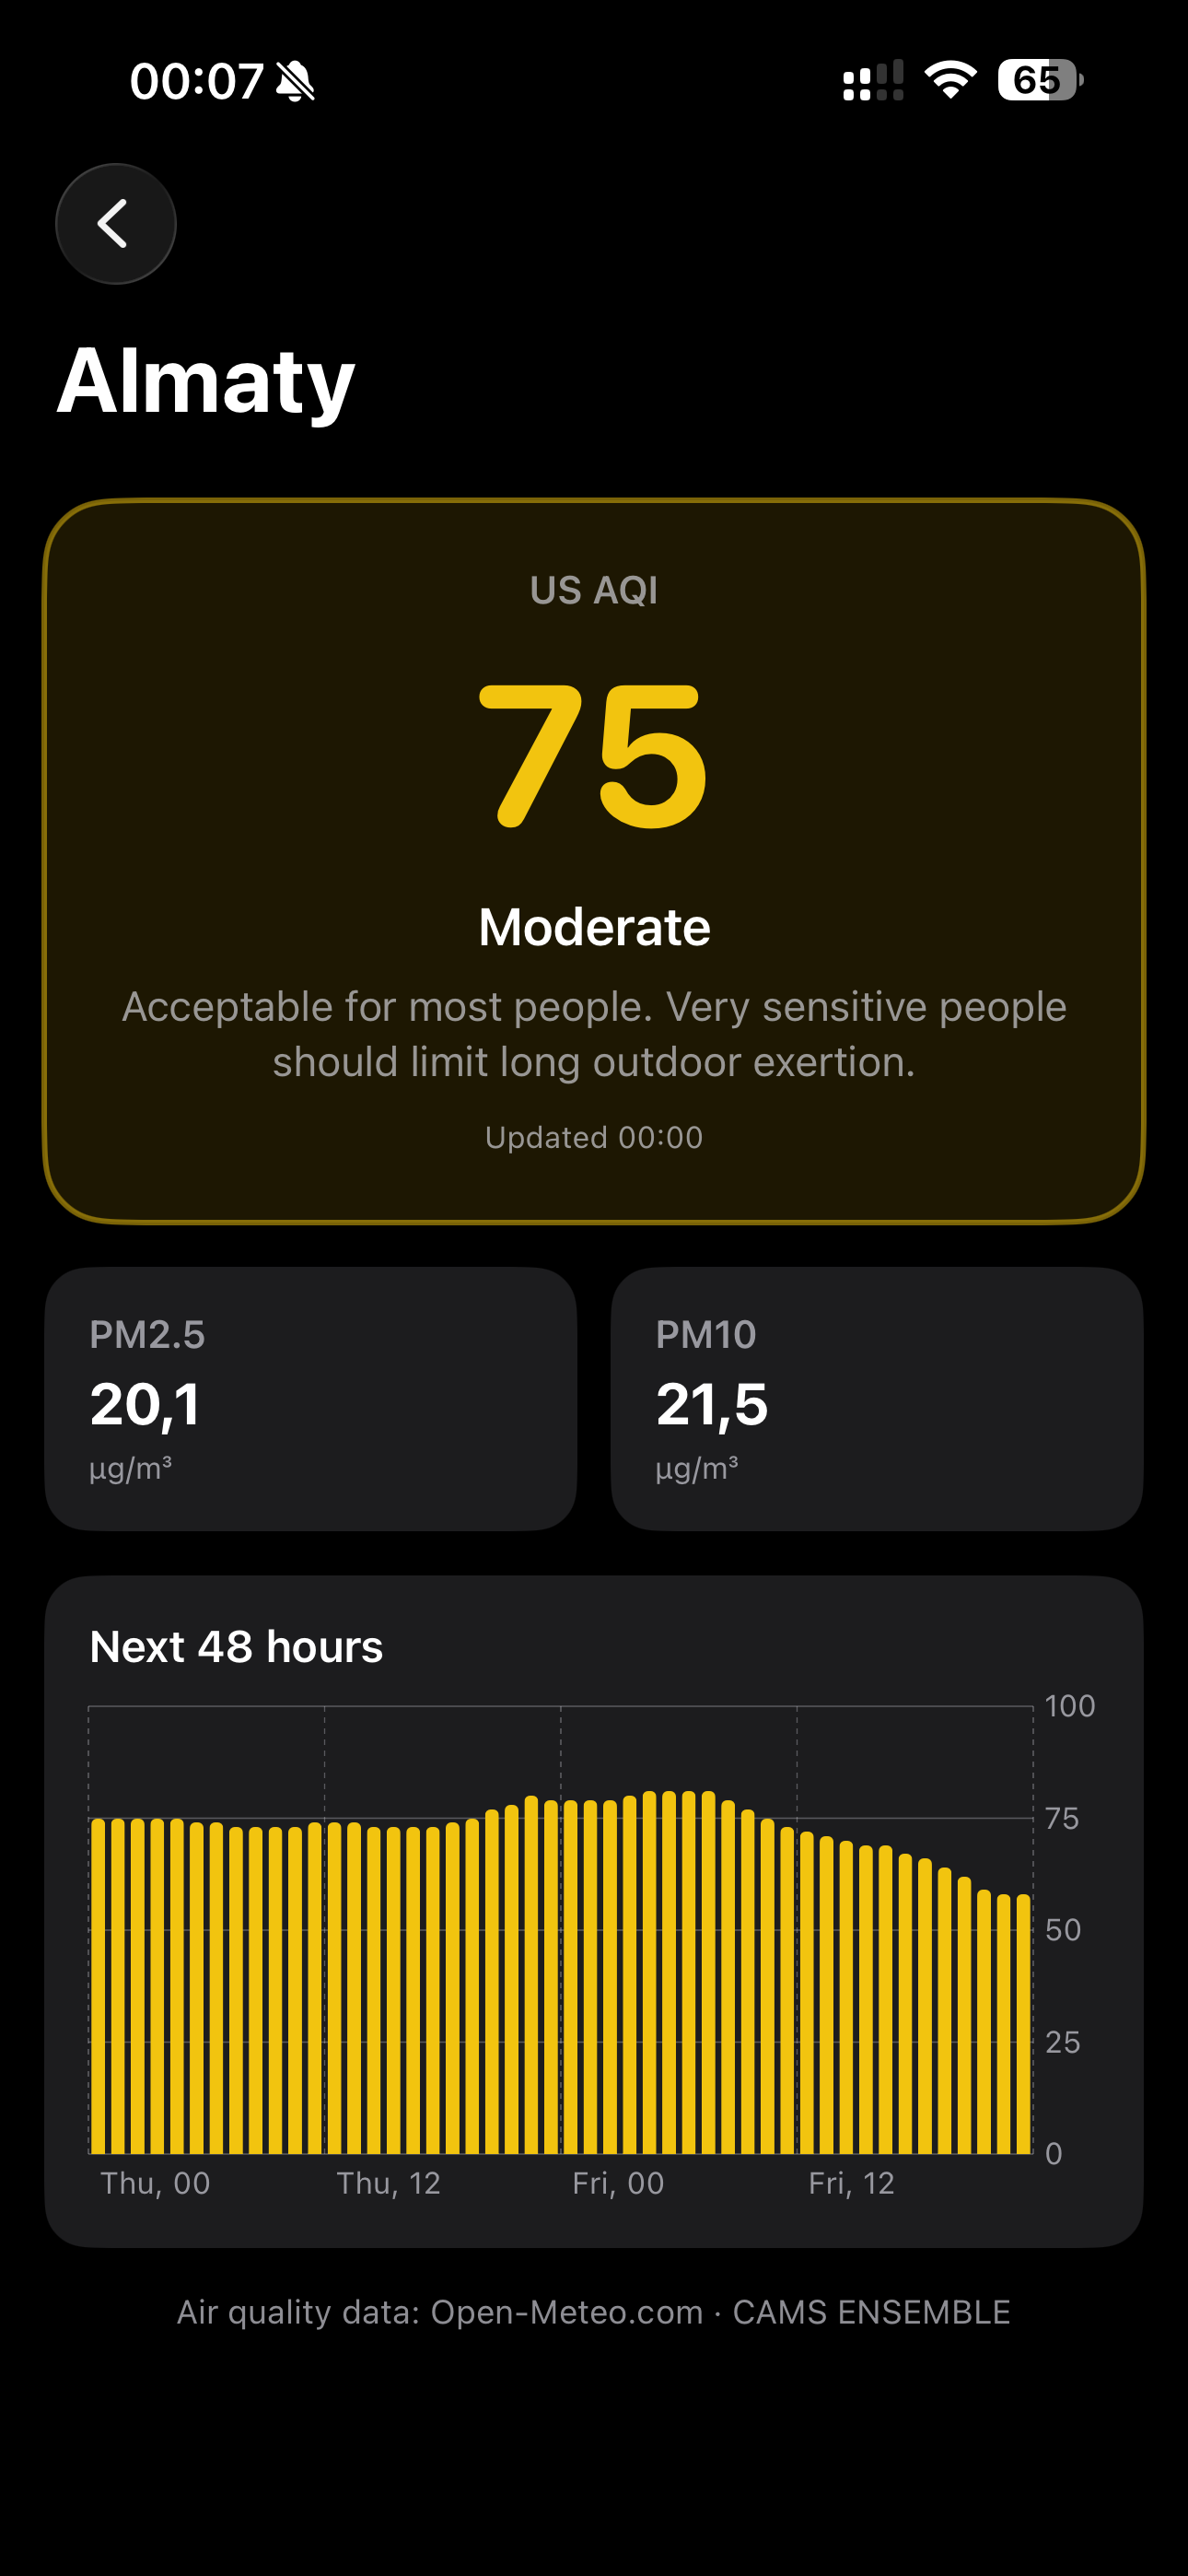 00:07
65
Almaty
US AQI
75
Moderate
Acceptable for most people. Very sensitive people
should limit long outdoor exertion.
Updated 00:00
PM2.5
20,1
µg/m³
PM10
21,5
µg/m³
Next 48 hours
100
75
50
25
0
Thu, 00
Thu, 12
Fri, 00
Fri, 12
Air quality data: Open-Meteo.com · CAMS ENSEMBLE